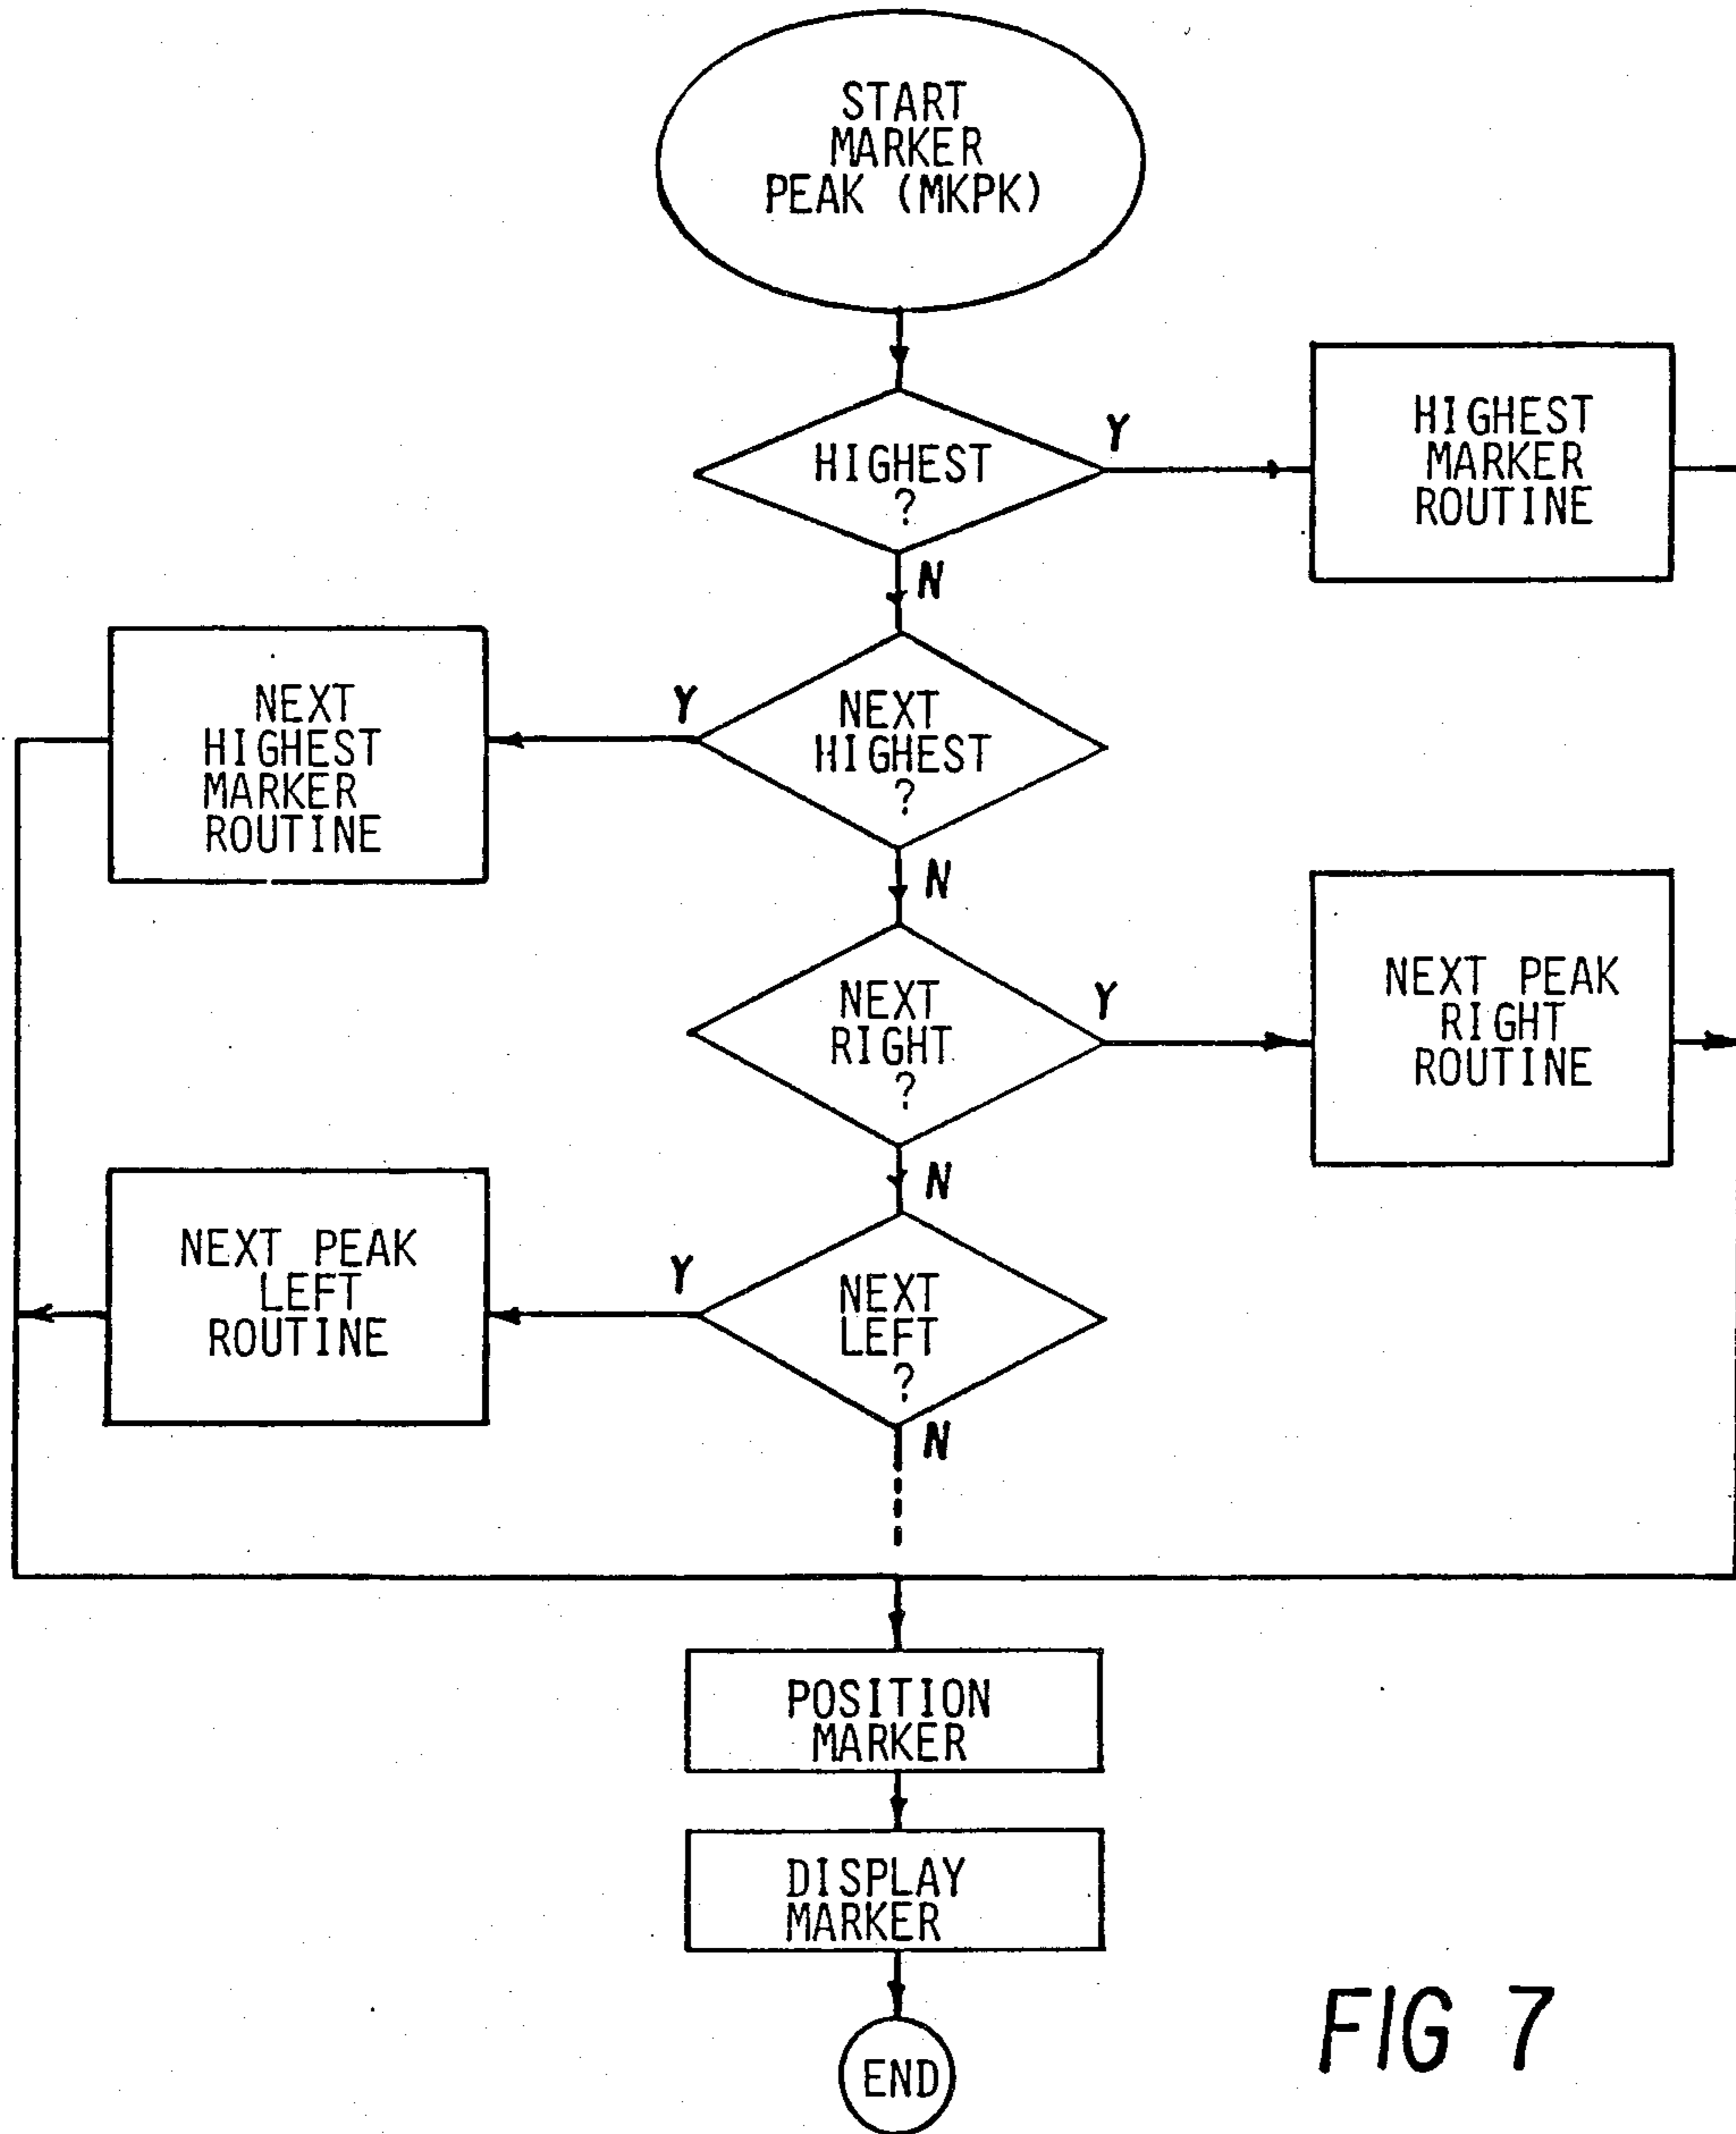 START
MARKER
PEAK (MKPK)
HIGHEST
?
Y
HIGHEST
MARKER
ROUTINE
N
NEXT
HIGHEST
?
Y
NEXT
HIGHEST
MARKER
ROUTINE
N
NEXT
RIGHT
?
Y
NEXT PEAK
RIGHT
ROUTINE
N
NEXT
LEFT
?
Y
NEXT PEAK
LEFT
ROUTINE
N
POSITION
MARKER
DISPLAY
MARKER
END
FIG 7